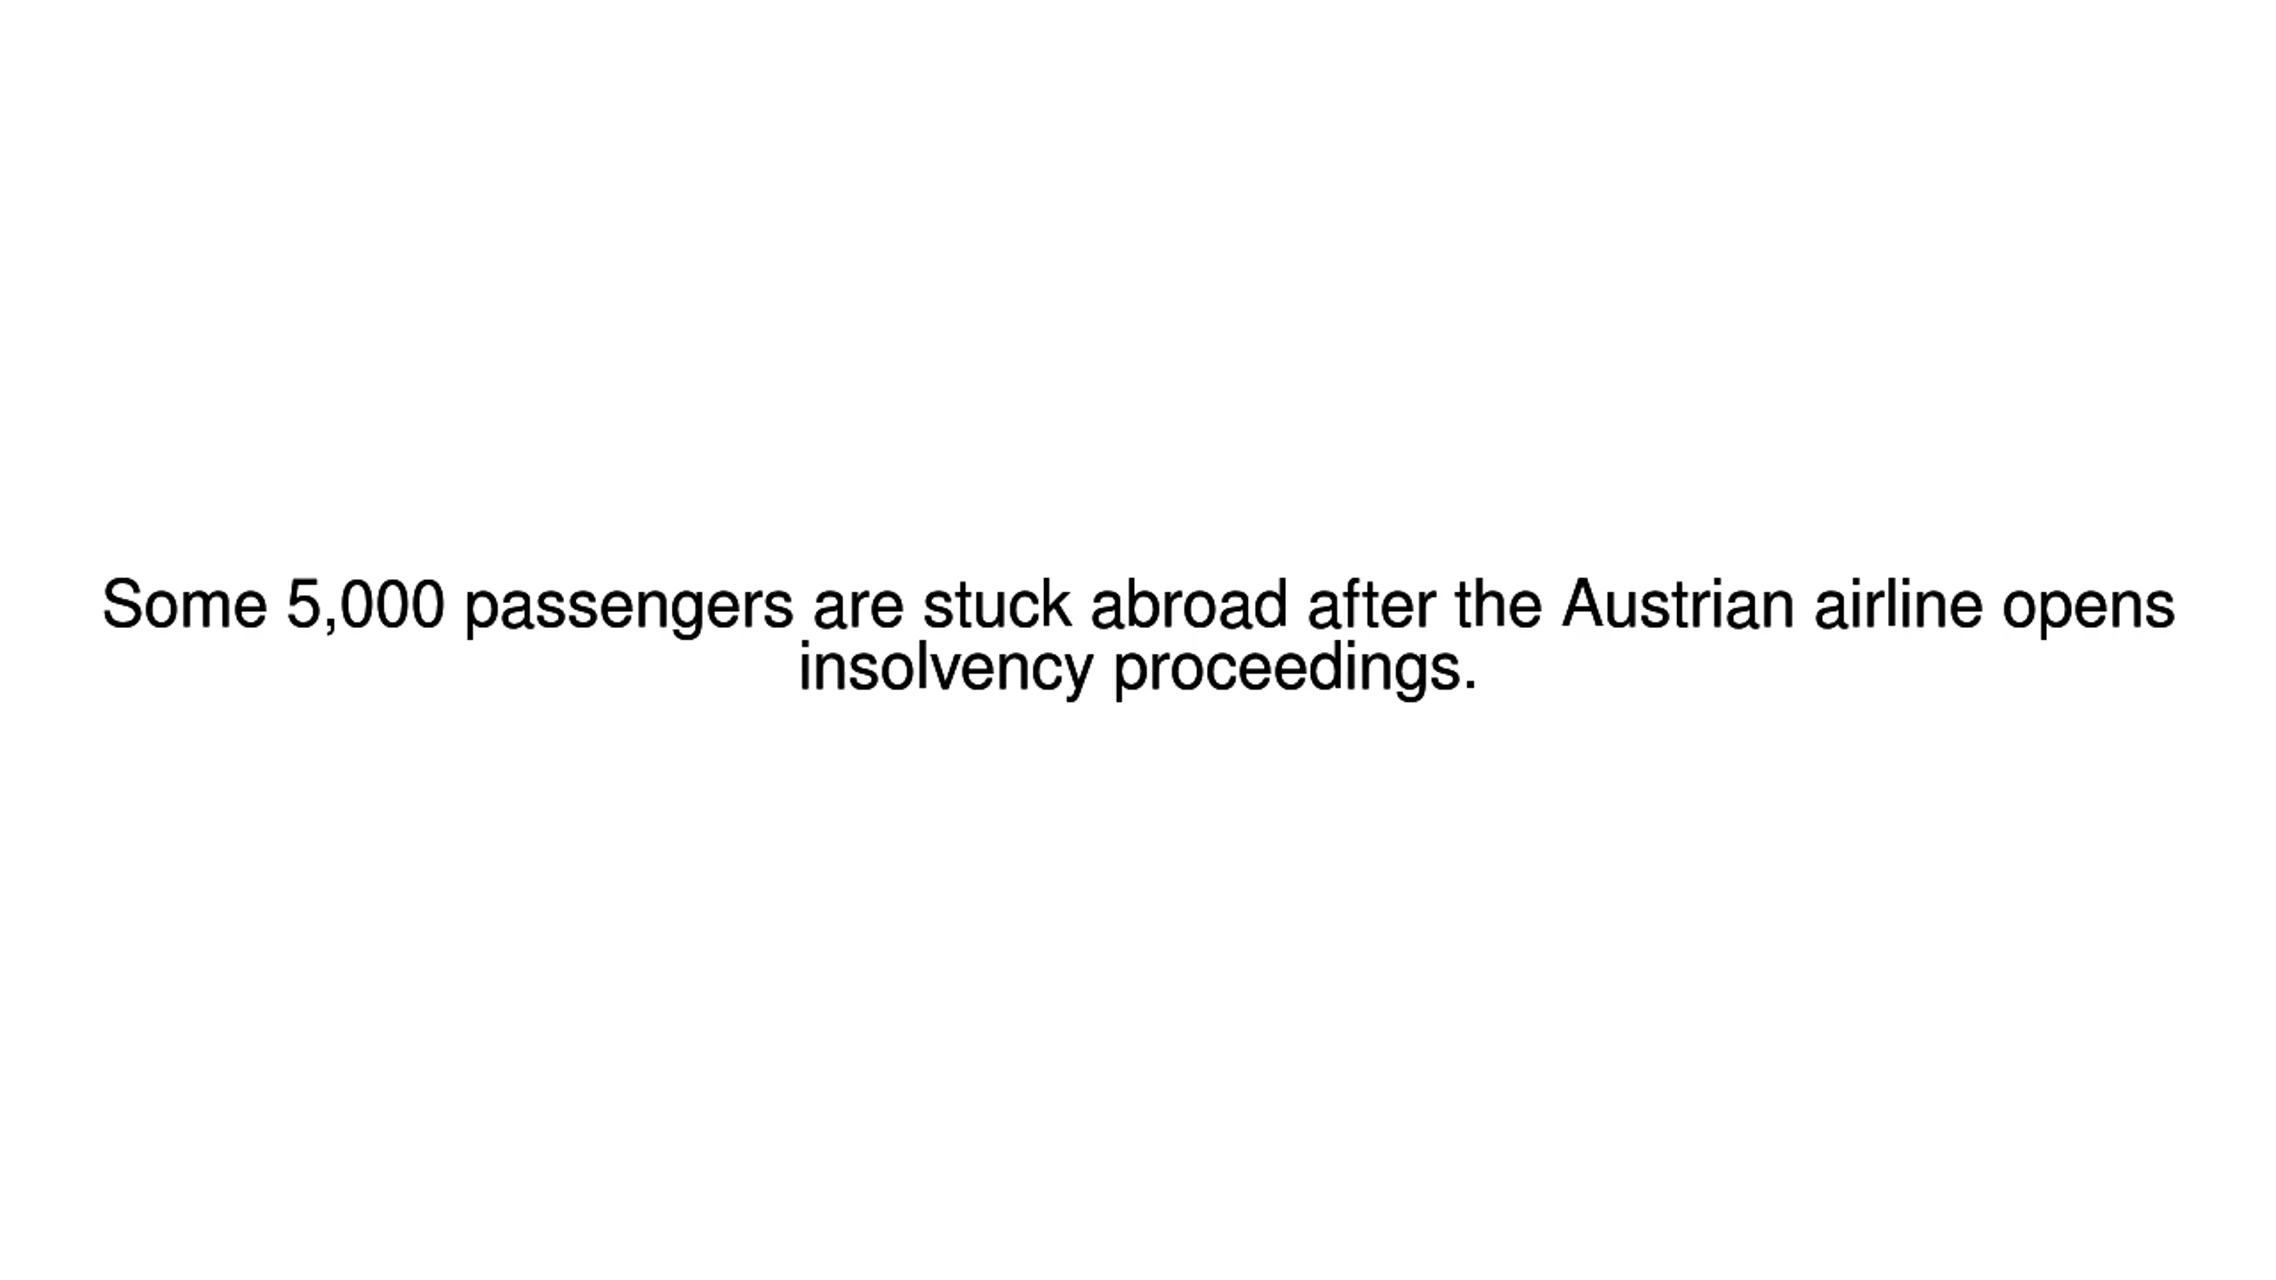 Some 5,000 passengers are stuck abroad after the Austrian airline opens
insolvency proceedings.